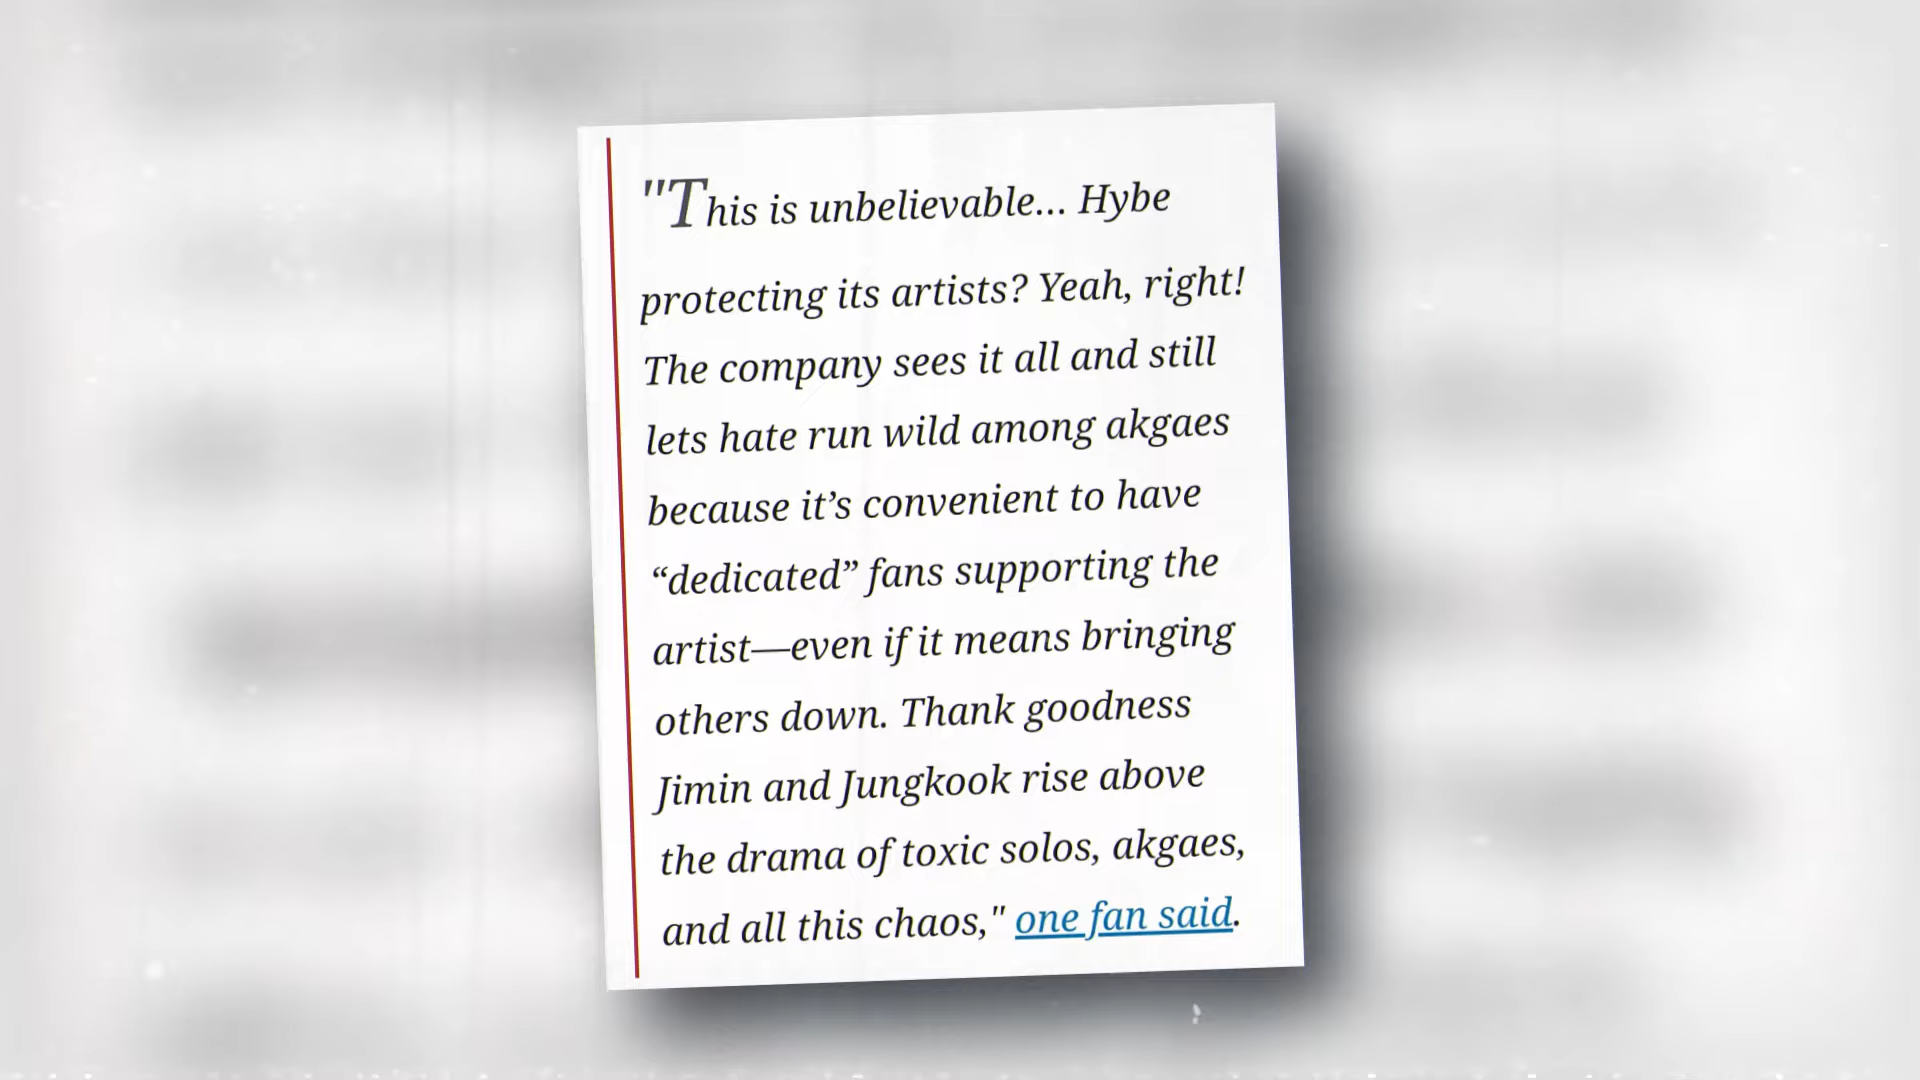 "This is unbelievable... Hybe
protecting its artists? Yeah, right!
The company sees it all and still
lets hate run wild among akgaes
because it’s convenient to have
“dedicated” fans supporting the
artist—even if it means bringing
others down. Thank goodness
Jimin and Jungkook rise above
the drama of toxic solos, akgaes,
and all this chaos," one fan said.